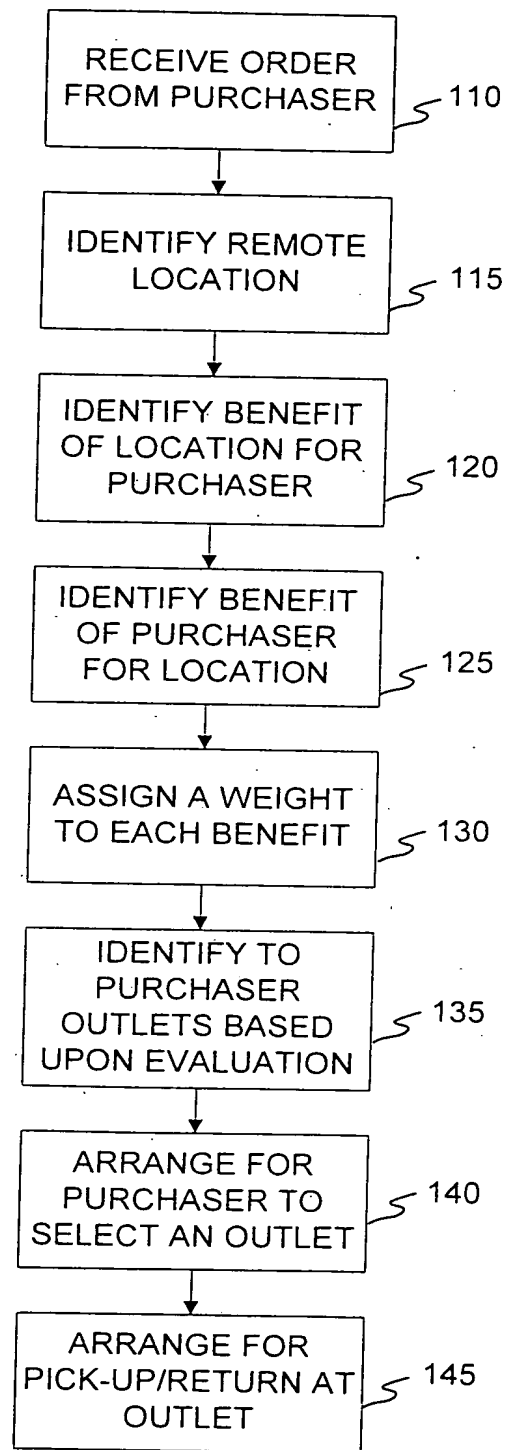 RECEIVE ORDER
FROM PURCHASER
110
IDENTIFY REMOTE
LOCATION
115
IDENTIFY BENEFIT
OF LOCATION FOR
PURCHASER
120
IDENTIFY BENEFIT
OF PURCHASER
FOR LOCATION
125
ASSIGN A WEIGHT
TO EACH BENEFIT
130
IDENTIFY TO
PURCHASER
OUTLETS BASED
UPON EVALUATION
135
ARRANGE FOR
PURCHASER TO
SELECT AN OUTLET
140
ARRANGE FOR
PICK-UP/RETURN AT
OUTLET
145